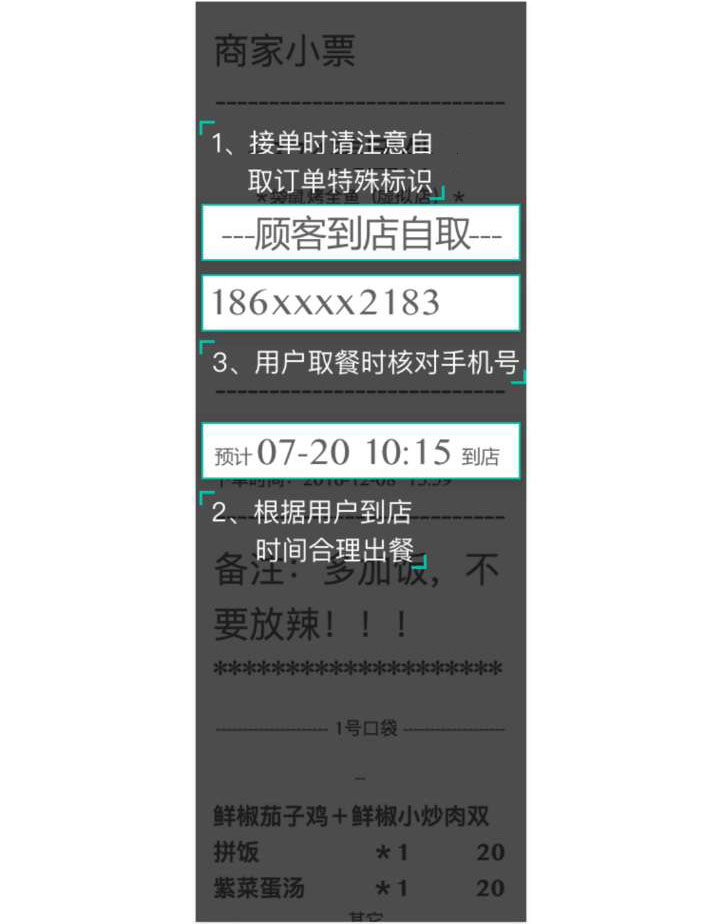 商家小票
1、接单时请注意自
取订单特殊标识
---顾客到店自取---
186xxxx2183
3、用户取餐时核对手机号
预计07-20 10:15 到店
2、根据用户到店
时间合理出餐
备注：多加饭，不
要放辣！！！
********************
1号口袋
鲜椒茄子鸡＋鲜椒小炒肉双
拼饭 *1 20
紫菜蛋汤 *1 20
其它